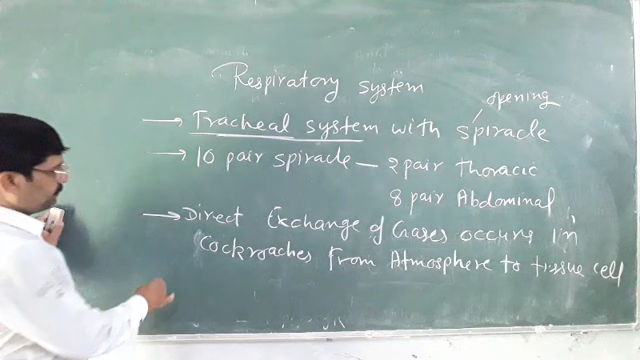 Respiratory system
opening
→ Tracheal system with spiracle
→ 10 pair spiracle — 2 pair Thoracic
8 pair Abdominal
→ Direct Exchange of Gases occurs in
Cockroaches from Atmosphere to tissue cell